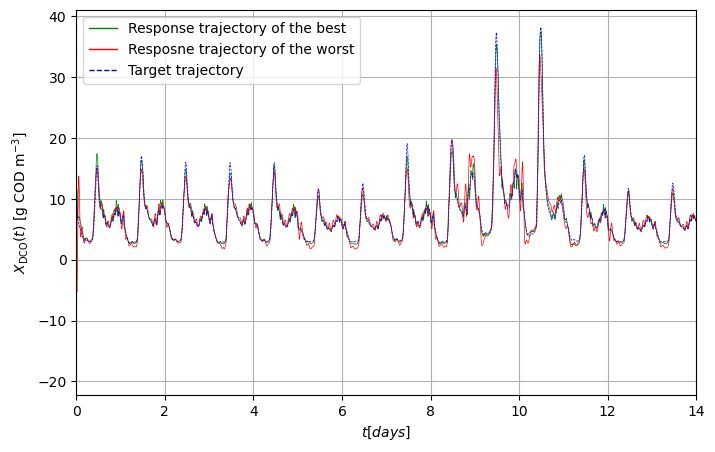 Response trajectory of the best
Resposne trajectory of the worst
Target trajectory
X_DCO(t) [g COD m⁻³]
40
30
20
10
0
−10
−20
0 2 4 6 8 10 12 14
t[days]